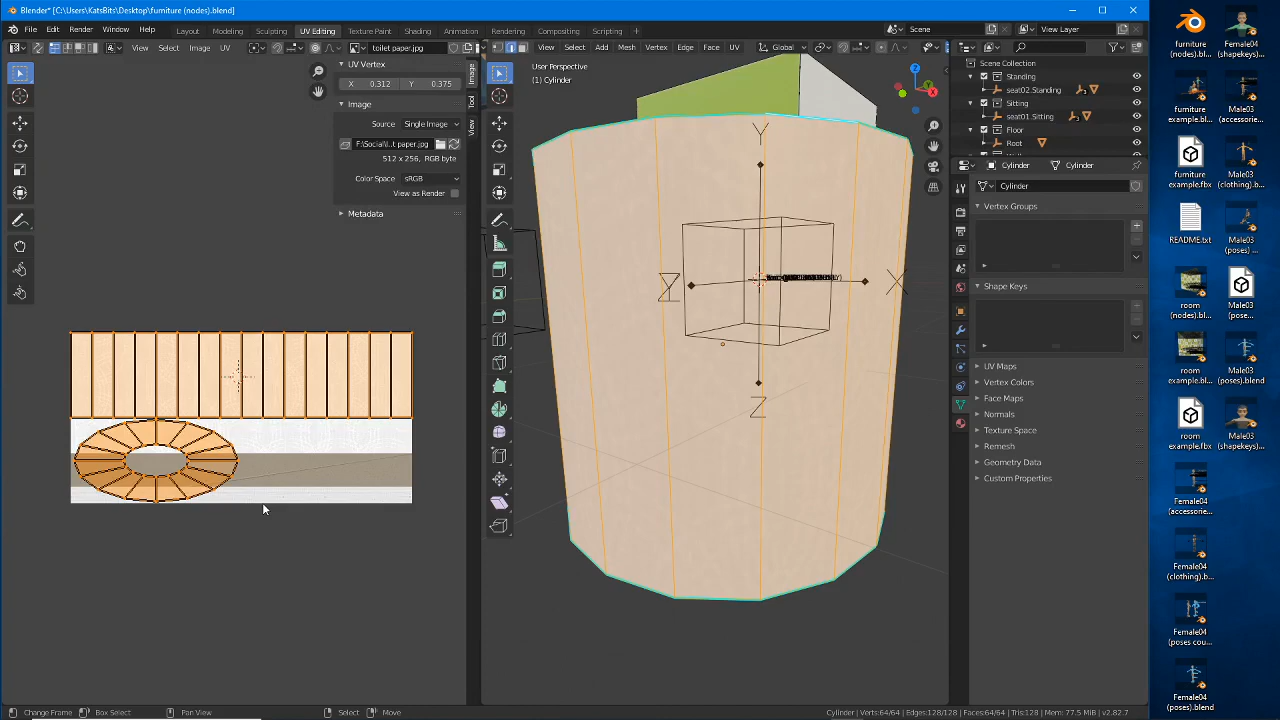 Blender* [C:\Users\KatsBits\Desktop\furniture (nodes).blend]
File Edit Render Window Help
Layout Modeling Sculpting UV Editing Texture Paint Shading Animation Rendering Compositing Scripting
Scene
View Layer
View Select Image UV
toilet paper.jpg
Select Add Mesh Vertex Edge Face UV
Global
UV Vertex
X 0.312 Y 0.375
Image
Source Single Image
F:\Social\I..t paper.jpg
512 x 256, RGB byte
Color Space sRGB
View as Render
Metadata
Image
Tool
View
User Perspective
(1) Cylinder
Y
X
Z
Z
X
Y
Scene Collection
Standing
seat02.Standing
Sitting
seat01.Sitting
Floor
Root
Cylinder Cylinder
Cylinder
Vertex Groups
Shape Keys
UV Maps
Vertex Colors
Face Maps
Normals
Texture Space
Remesh
Geometry Data
Custom Properties
furniture
(nodes).bl...
Female04
(shapekeys)...
furniture
example.bl...
Male03
(accessorie...
furniture
example.fbx
Male03
(clothing).b...
README.txt
Male03
(pose...
room
(nodes).bl...
Male03
(pose...
room
example.bl...
Male03
(poses).blend
room
example.fbx
Male03
(shapekeys)...
Female04
(accessorie...
Female04
(clothing).b...
Female04
(poses cou...
Female04
(poses).blend
Change Frame Box Select Pan View Select Move
Cylinder | Verts:64/64 | Edges:128/128 | Faces:64/64 | Tris:128 | Mem: 77.5 MiB | v2.82.7